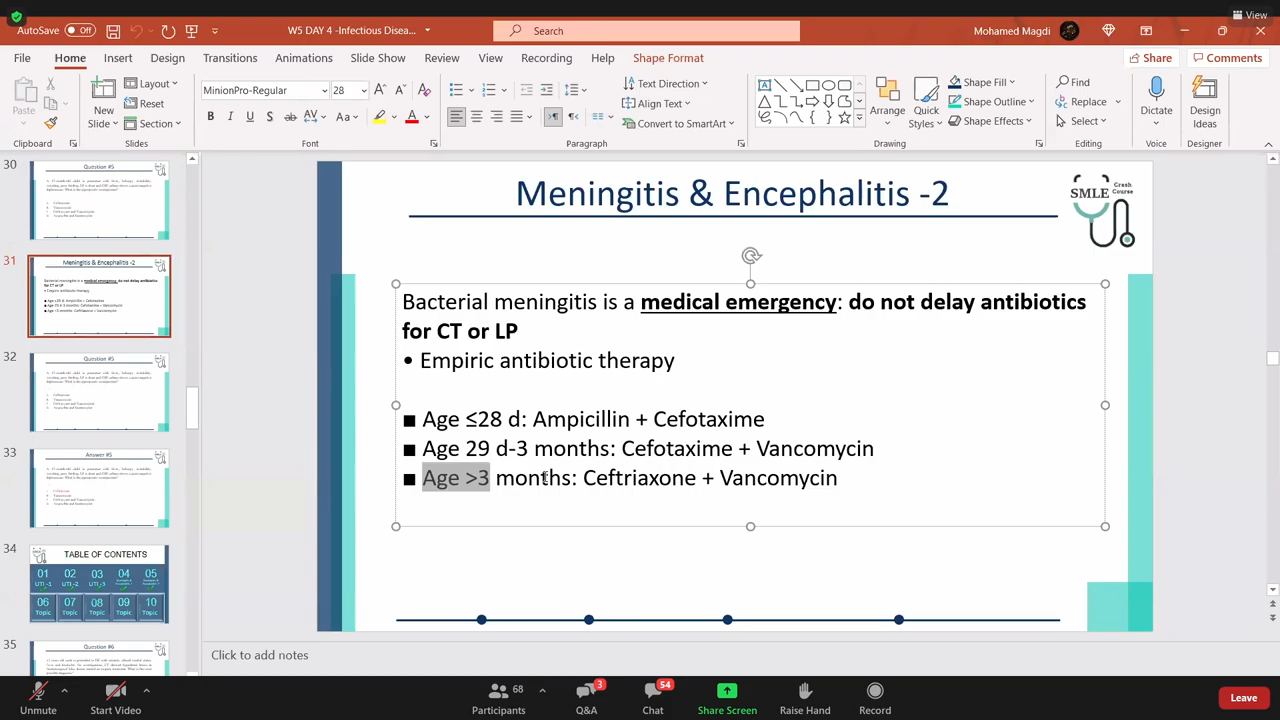 View
AutoSave Off
W5 DAY 4 -Infectious Disea...
Search
Mohamed Magdi
File Home Insert Design Transitions Animations Slide Show Review View Recording Help Shape Format
Share Comments
Paste
New Slide
Layout
Reset
Section
MinionPro-Regular 28
Text Direction
Align Text
Convert to SmartArt
Arrange
Quick Styles
Shape Fill
Shape Outline
Shape Effects
Find
Replace
Select
Dictate
Design Ideas
Clipboard Slides Font Paragraph Drawing Editing Voice Designer
30
Question #5
31
Meningitis & Encephalitis -2
32
Question #5
33
Answer #5
34
TABLE OF CONTENTS
01 02 03 04 05
UTI -1 UTI -2
06 07 08 09 10
Topic Topic Topic Topic Topic
35
Question #6
Meningitis & Encephalitis -2
SMLE Crash Course
Bacterial meningitis is a medical emergency: do not delay antibiotics
for CT or LP
• Empiric antibiotic therapy
■ Age ≤28 d: Ampicillin + Cefotaxime
■ Age 29 d-3 months: Cefotaxime + Vancomycin
■ Age >3 months: Ceftriaxone + Vancomycin
Click to add notes
Unmute Start Video
68
Participants
3
Q&A
54
Chat
Share Screen Raise Hand Record
Leave